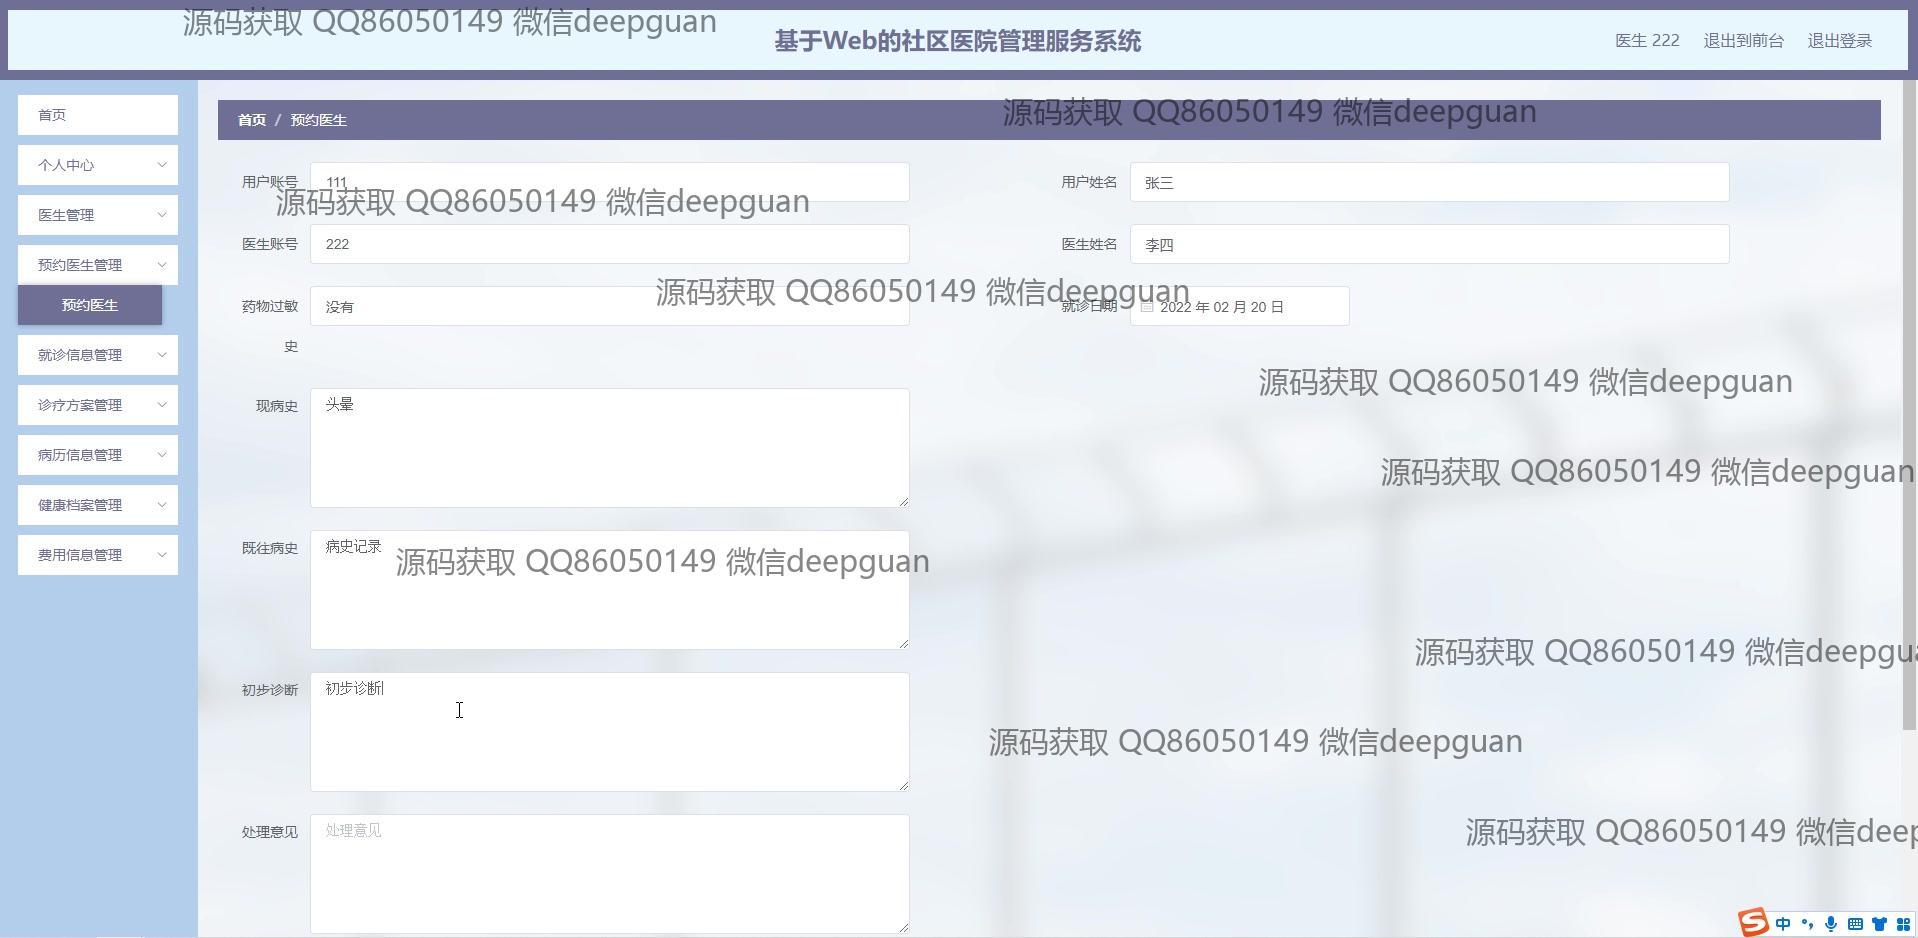 源码获取 QQ86050149 微信deepguan
基于Web的社区医院管理服务系统
医生 222
退出到前台
退出登录
首页
个人中心
医生管理
预约医生管理
预约医生
就诊信息管理
诊疗方案管理
病历信息管理
健康档案管理
费用信息管理
首页 / 预约医生
源码获取 QQ86050149 微信deepguan
用户账号 111
用户姓名 张三
源码获取 QQ86050149 微信deepguan
医生账号 222
医生姓名 李四
源码获取 QQ86050149 微信deepguan
药物过敏史 没有
就诊日期 2022 年 02 月 20 日
源码获取 QQ86050149 微信deepguan
现病史 头晕
源码获取 QQ86050149 微信deepguan
既往病史 病史记录
源码获取 QQ86050149 微信deepguan
源码获取 QQ86050149 微信deepgua
初步诊断 初步诊断
源码获取 QQ86050149 微信deepguan
处理意见 处理意见
源码获取 QQ86050149 微信deep
中